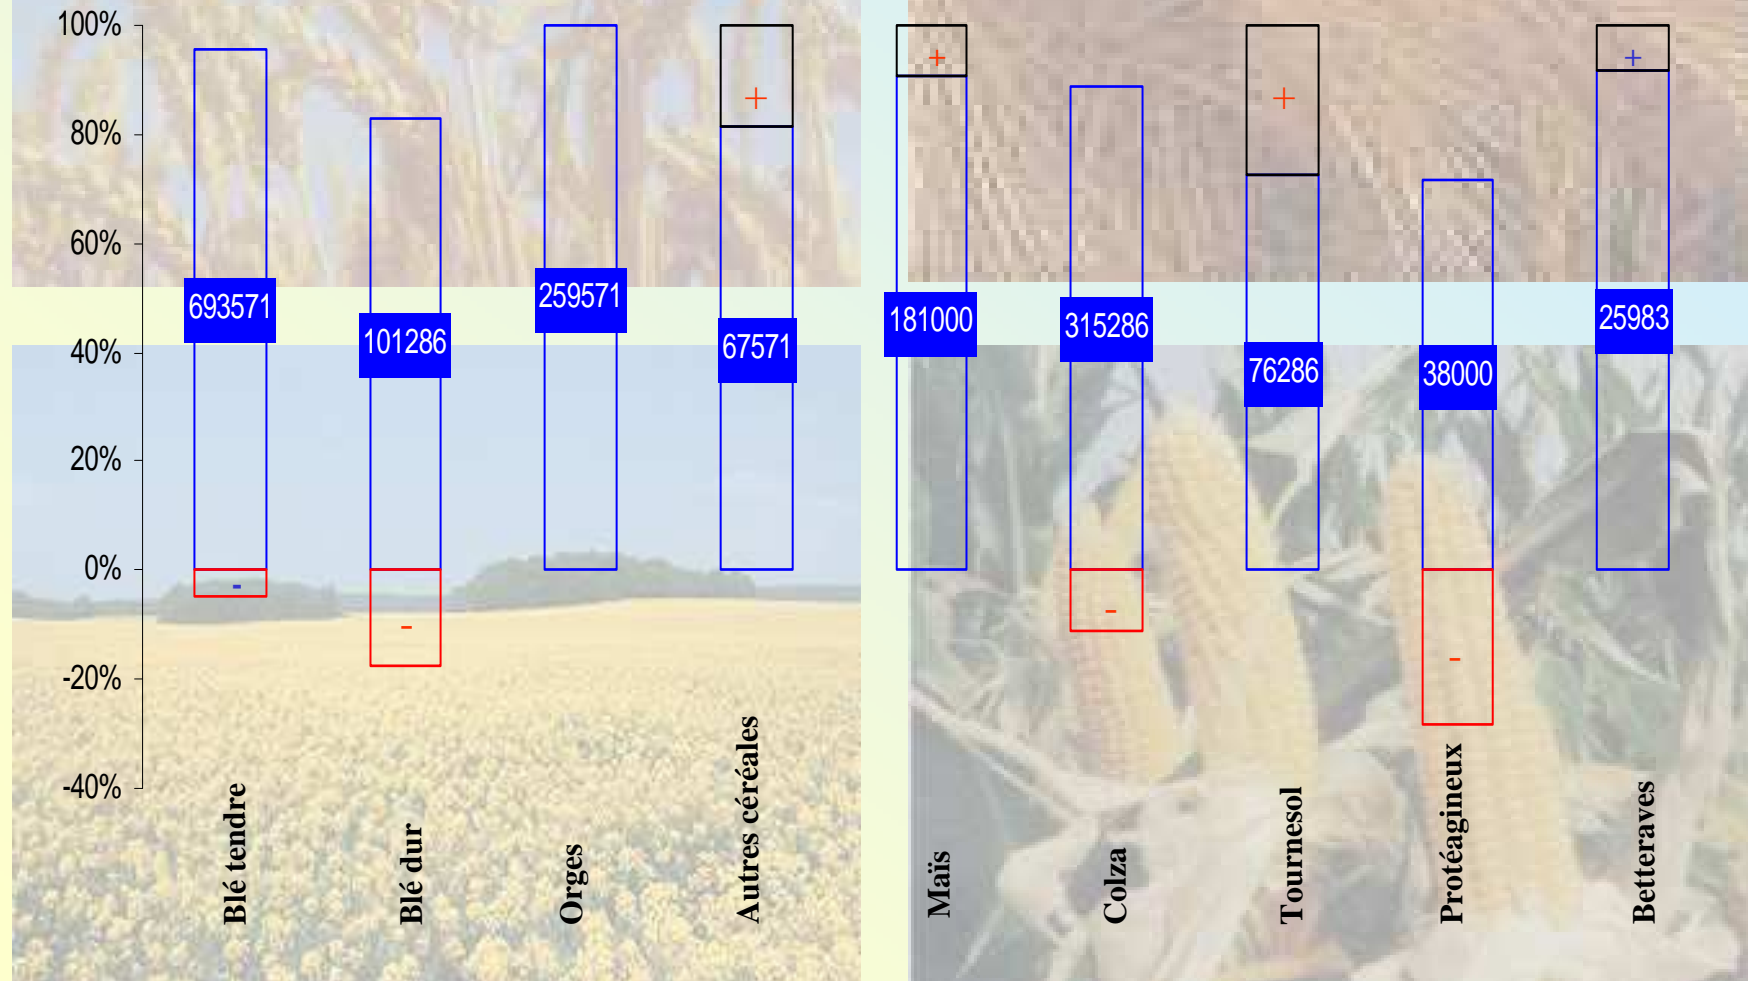 100%
80%
60%
40%
20%
0%
-20%
-40%
+
+
+
+
693571
101286
259571
67571
181000
315286
76286
38000
25983
-
-
-
-
Blé tendre
Blé dur
Orges
Autres céréales
Maïs
Colza
Tournesol
Protéagineux
Betteraves